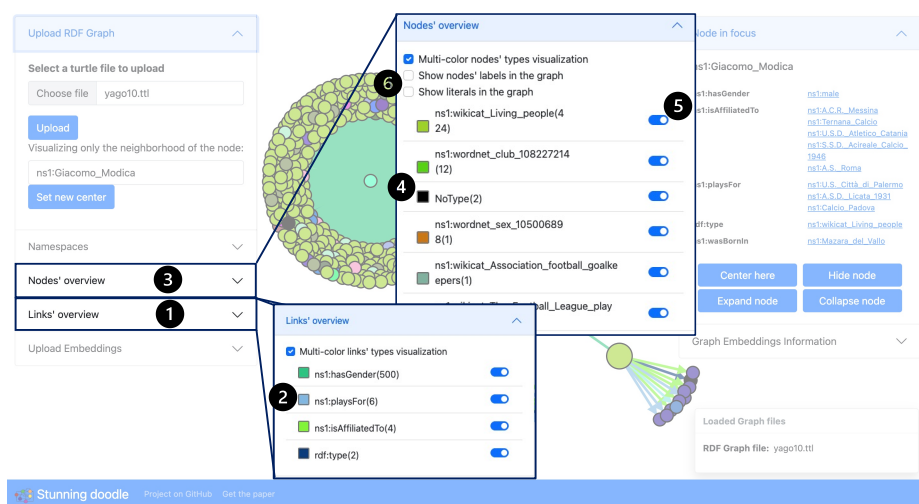 Upload RDF Graph
Select a turtle file to upload
Choose file yago10.ttl
Upload
Visualizing only the neighborhood of the node:
ns1:Giacomo_Modica
Set new center
Namespaces
Nodes' overview
3
Links' overview
1
Upload Embeddings
Nodes' overview
Multi-color nodes' types visualization
6
Show nodes' labels in the graph
Show literals in the graph
5
ns1:wikicat_Living_people(4
24)
ns1:wordnet_club_108227214
(12)
4
NoType(2)
ns1:wordnet_sex_10500689
8(1)
ns1:wikicat_Association_football_goalke
epers(1)
Links' overview
Multi-color links' types visualization
ns1:hasGender(500)
2
ns1:playsFor(6)
ns1:isAffiliatedTo(4)
rdf:type(2)
Node in focus
ns1:Giacomo_Modica
ns1:hasGender ns1:male
ns1:isAffiliatedTo ns1:A.C.R._Messina
ns1:Ternana_Calcio
ns1:U.S.D._Atletico_Catania
ns1:S.S.D._Acireale_Calcio_
1946
ns1:A.S._Roma
ns1:playsFor ns1:U.S._Città_di_Palermo
ns1:A.S.D._Licata_1931
ns1:Calcio_Padova
rdf:type ns1:wikicat_Living_people
ns1:wasBornIn ns1:Mazara_del_Vallo
Center here Hide node
Expand node Collapse node
Graph Embeddings Information
Loaded Graph files
RDF Graph file: yago10.ttl
Stunning doodle Project on GitHub Get the paper